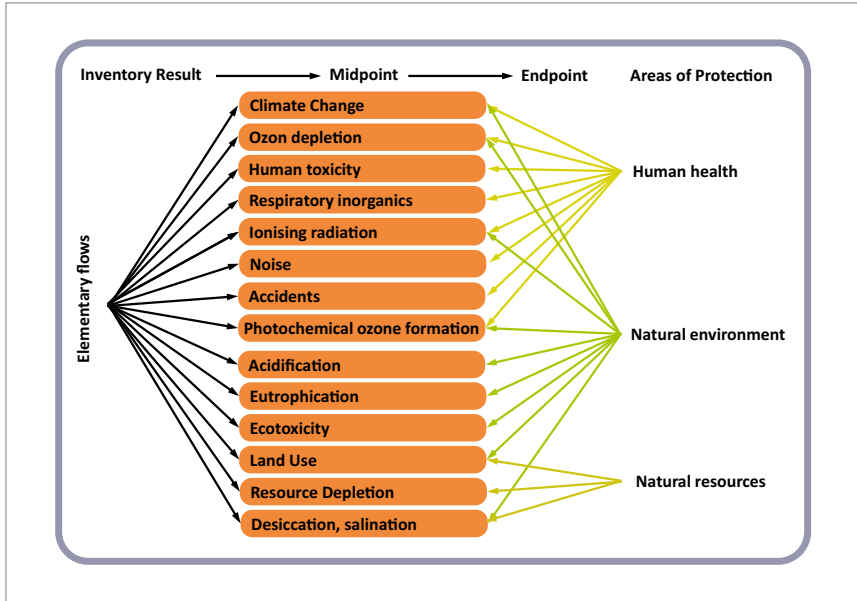 Inventory Result
Midpoint
Endpoint
Areas of Protection
Elementary flows
Climate Change
Ozon depletion
Human toxicity
Respiratory inorganics
Ionising radiation
Noise
Accidents
Photochemical ozone formation
Acidification
Eutrophication
Ecotoxicity
Land Use
Resource Depletion
Desiccation, salination
Human health
Natural environment
Natural resources